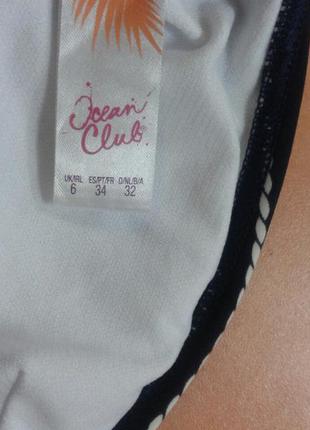 Ocean
Club
UK/IRL ES/PT/FR D/NL/B/A
6 34 32